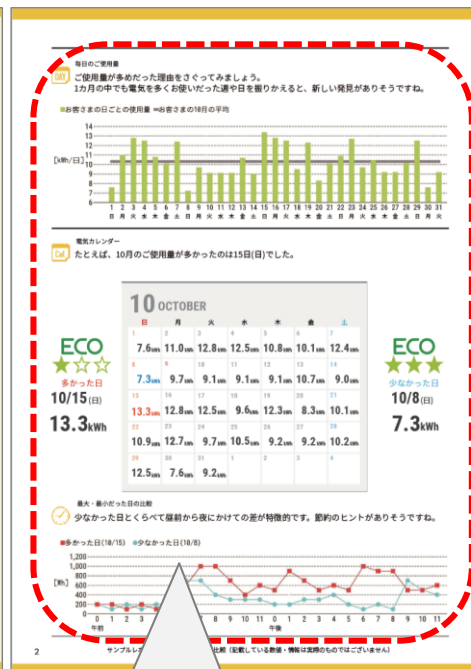 毎日のご使用量
DAY
ご使用量が多めだった理由をさぐってみましょう。
1カ月の中でも電気を多くお使いだった週や日を振りかえると、新しい発見がありそうですね。
■お客さまの日ごとの使用量 ━お客さまの10月の平均
[kWh/日]
14
13
12
11
10
9
8
7
6
1 2 3 4 5 6 7 8 9 10 11 12 13 14 15 16 17 18 19 20 21 22 23 24 25 26 27 28 29 30 31
日 月 火 水 木 金 土 日 月 火 水 木 金 土 日 月 火 水 木 金 土 日 月 火 水 木 金 土 日 月 火
電気カレンダー
Cal
たとえば、10月のご使用量が多かったのは15日(日)でした。
10 OCTOBER
日 月 火 水 木 金 土
1 2 3 4 5 6 7
7.6kWh 11.0kWh 12.8kWh 12.5kWh 10.8kWh 10.1kWh 12.4kWh
8 9 10 11 12 13 14
7.3kWh 9.7kWh 9.1kWh 9.1kWh 9.1kWh 10.7kWh 9.0kWh
15 16 17 18 19 20 21
13.3kWh 12.8kWh 12.5kWh 9.6kWh 12.3kWh 8.3kWh 10.1kWh
22 23 24 25 26 27 28
10.9kWh 12.7kWh 9.7kWh 10.5kWh 9.2kWh 9.2kWh 10.2kWh
29 30 31 1 2 3 4
12.5kWh 7.6kWh 9.2kWh
ECO
★☆☆
多かった日
10/15(日)
13.3kWh
ECO
★★★
少なかった日
10/8(日)
7.3kWh
最大・最小だった日の比較
少なかった日とくらべて昼前から夜にかけての差が特徴的です。節約のヒントがありそうですね。
多かった日(10/15) 少なかった日(10/8)
[Wh]
1,200
1,000
800
600
400
200
0
0 1 2 3 4 7 8 9 10 11 0 1 2 3 4 5 6 7 8 9 10 11
午前 午後
2
サンプルレポ 比較(記載している数値・情報は実際のものではございません)